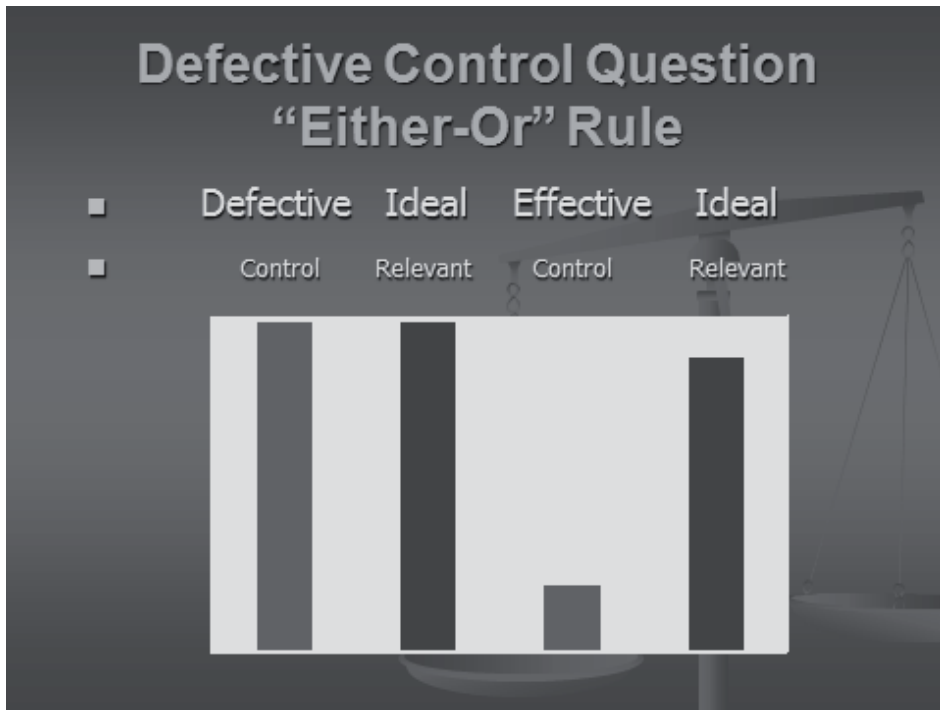 Defective Control Question
“Either-Or” Rule
Defective Ideal Effective Ideal
Control Relevant Control Relevant